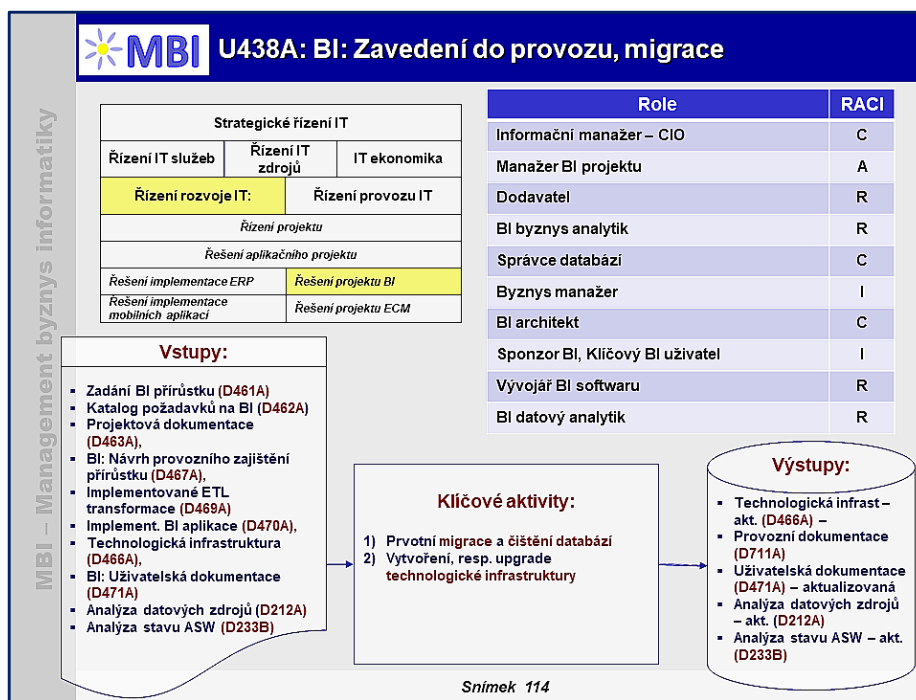 MBI
U438A: BI: Zavedení do provozu, migrace
MBI – Management byznys informatiky
Strategické řízení IT
Řízení IT služeb
Řízení IT
zdrojů
IT ekonomika
Řízení rozvoje IT:
Řízení provozu IT
Řízení projektu
Řešení aplikačního projektu
Řešení implementace ERP
Řešení projektu BI
Řešení implementace
mobilních aplikací
Řešení projektu ECM
Role RACI
Informační manažer – CIO C
Manažer BI projektu A
Dodavatel R
BI byznys analytik R
Správce databází C
Byznys manažer I
BI architekt C
Sponzor BI, Klíčový BI uživatel I
Vývojář BI softwaru R
BI datový analytik R
Vstupy:
▪ Zadání BI přírůstku (D461A)
▪ Katalog požadavků na BI (D462A)
▪ Projektová dokumentace
(D463A),
▪ BI: Návrh provozního zajištění
přírůstku (D467A),
▪ Implementované ETL
transformace (D469A)
▪ Implement. BI aplikace (D470A),
▪ Technologická infrastruktura
(D466A),
▪ BI: Uživatelská dokumentace
(D471A)
▪ Analýza datových zdrojů (D212A)
▪ Analýza stavu ASW (D233B)
Klíčové aktivity:
1) Prvotní migrace a čištění databází
2) Vytvoření, resp. upgrade
technologické infrastruktury
Výstupy:
▪ Technologická infrast –
akt. (D466A) –
▪ Provozní dokumentace
(D711A)
▪ Uživatelská dokumentace
(D471A) – aktualizovaná
▪ Analýza datových zdrojů
– akt. (D212A)
▪ Analýza stavu ASW – akt.
(D233B)
Snímek 114